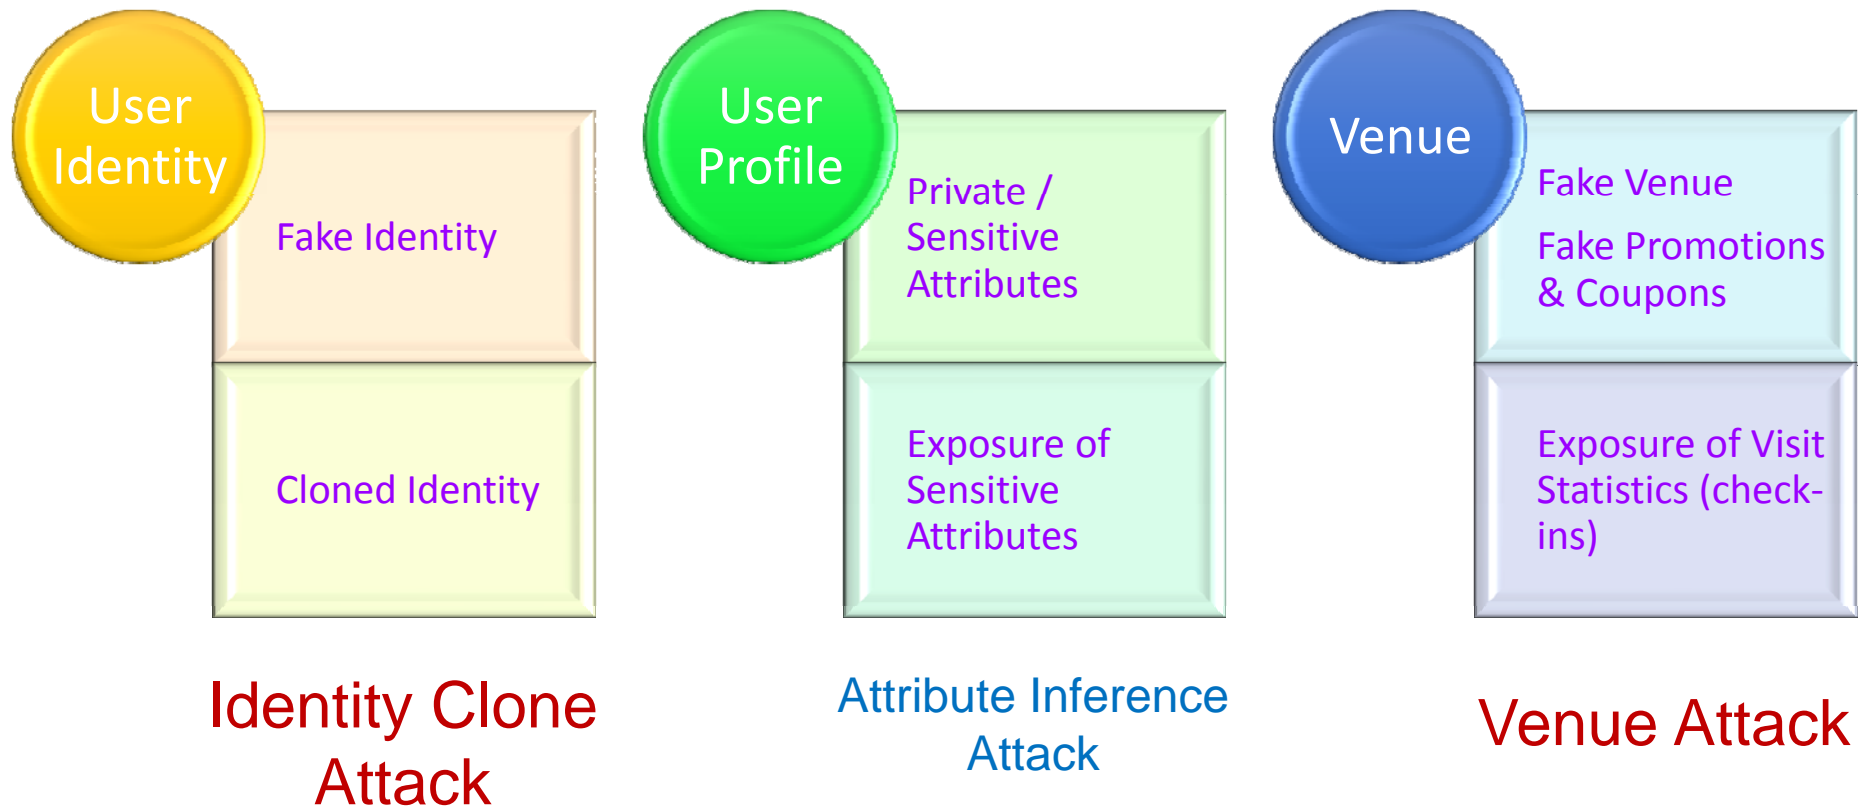 User
Identity
Fake Identity
Cloned Identity
Identity Clone
Attack
User
Profile
Private /
Sensitive
Attributes
Exposure of
Sensitive
Attributes
Attribute Inference
Attack
Venue
Fake Venue
Fake Promotions
& Coupons
Exposure of Visit
Statistics (check-
ins)
Venue Attack